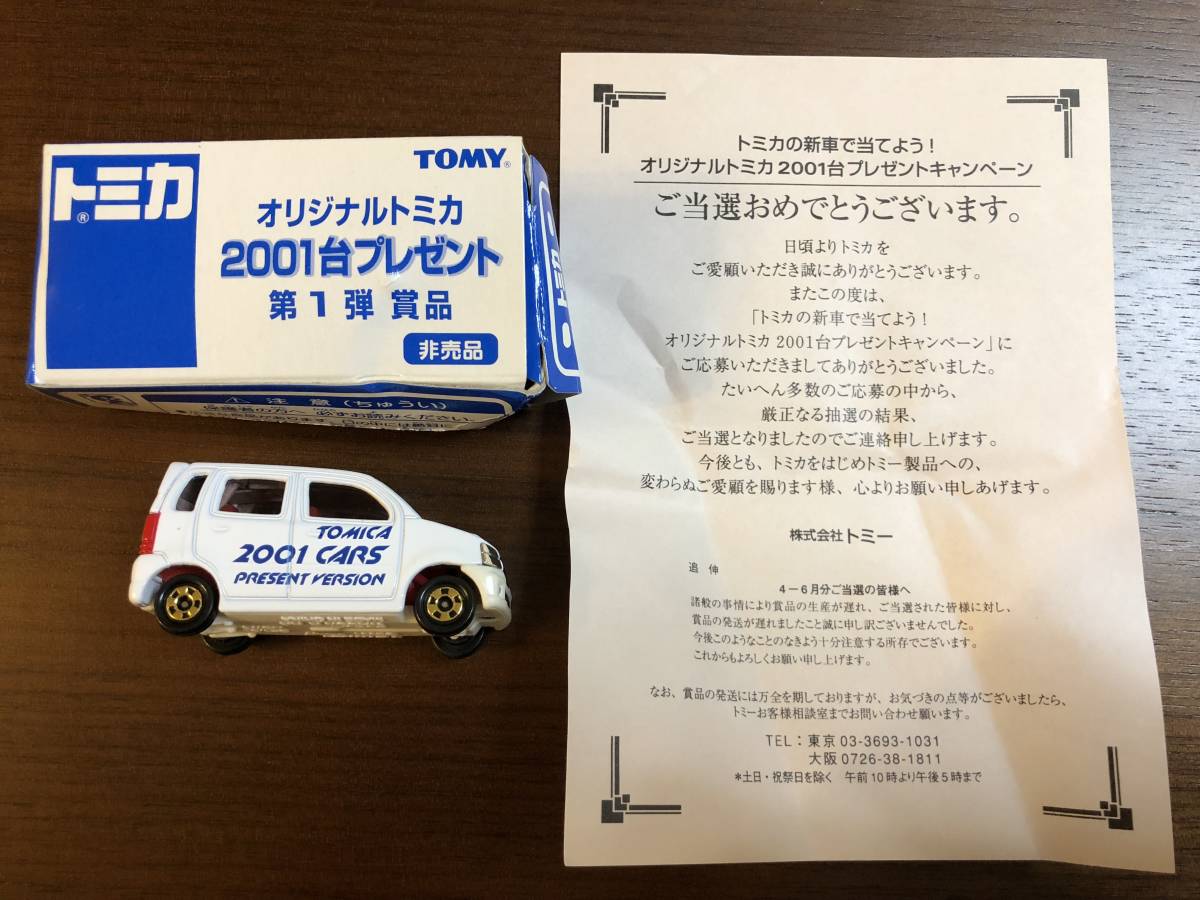 トミカ®
TOMY®
オリジナルトミカ
2001台プレゼント
第1弾 賞品
非売品
トミカ
⚠ 注 意 (ちゅうい)
保護者の方へ 必ずお読みください。
TOMICA
2001 CARS
PRESENT VERSION
トミカの新車で当てよう!
オリジナルトミカ2001台プレゼントキャンペーン
ご当選おめでとうございます。
日頃よりトミカを
ご愛顧いただき誠にありがとうございます。
またこの度は、
「トミカの新車で当てよう!
オリジナルトミカ 2001台プレゼントキャンペーン」に
ご応募いただきましてありがとうございました。
たいへん多数のご応募の中から、
厳正なる抽選の結果、
ご当選となりましたのでご連絡申し上げます。
今後とも、トミカをはじめトミー製品への、
変わらぬご愛顧を賜ります様、心よりお願い申しあげます。
株式会社トミー
追 伸
4-6月分ご当選の皆様へ
諸般の事情により賞品の生産が遅れ、ご当選された皆様に対し、
賞品の発送が遅れましたこと誠に申し訳ございませんでした。
今後このようなことのなきよう十分注意する所存でございます。
これからもよろしくお願い申し上げます。
なお、賞品の発送には万全を期しておりますが、お気づきの点等がございましたら、
トミーお客様相談室までお問い合わせ願います。
TEL:東京 03-3693-1031
大阪 0726-38-1811
*土日・祝祭日を除く 午前10時より午後5時まで